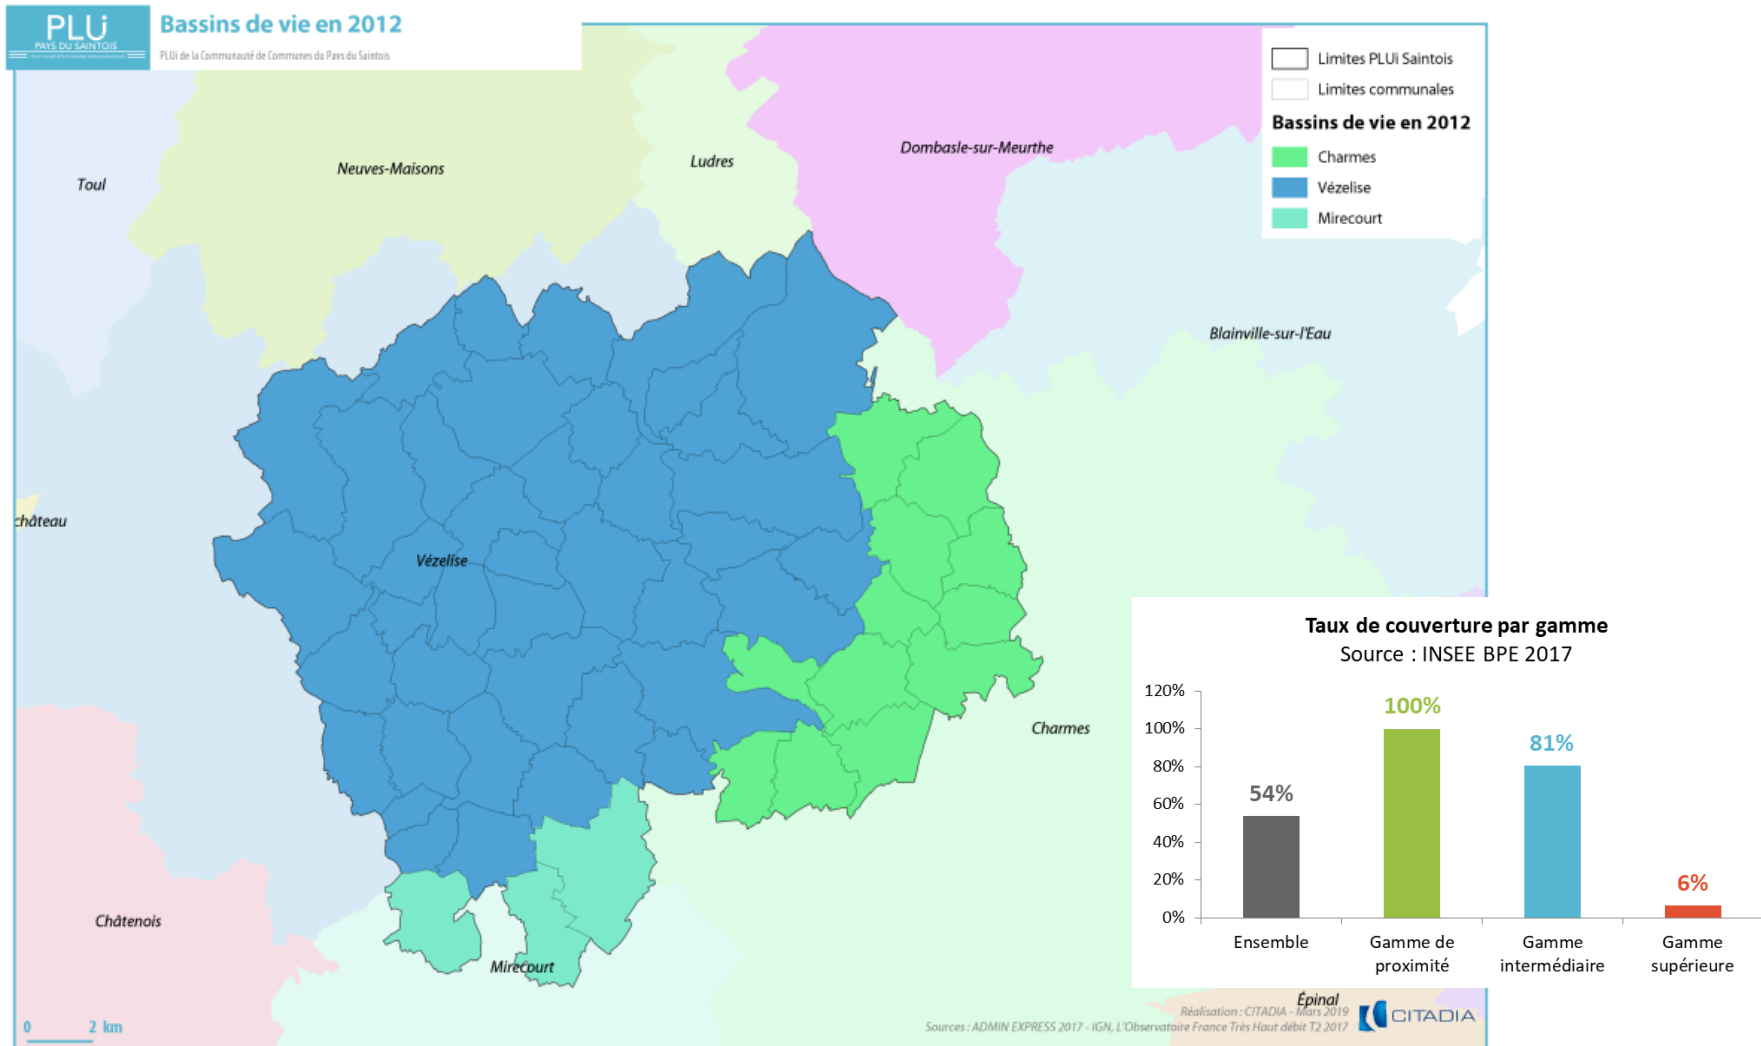 PLUi
PAYS DU SAINTOIS
Bassins de vie en 2012
PLUi de la Communauté de Communes du Pays du Saintois
Limites PLUi Saintois
Limites communales
Bassins de vie en 2012
Charmes
Vézelise
Mirecourt
Toul
Neuves-Maisons
Ludres
Dombasle-sur-Meurthe
Blainville-sur-l'Eau
château
Vézelise
Charmes
Châtenois
Mirecourt
Épinal
Taux de couverture par gamme
Source : INSEE BPE 2017
120%
100%
80%
60%
40%
20%
0%
54%
100%
81%
6%
Ensemble
Gamme de
proximité
Gamme
intermédiaire
Gamme
supérieure
0 2 km
Réalisation : CITADIA - Mars 2019
Sources : ADMIN EXPRESS 2017 - IGN, L'Observatoire France Très Haut débit T2 2017
CITADIA